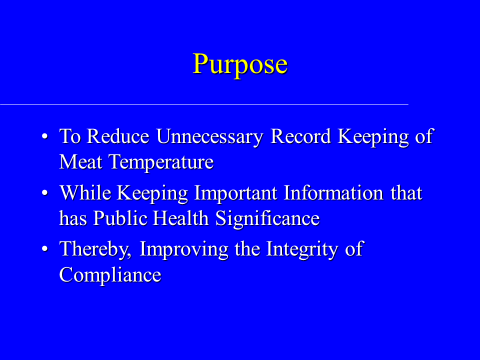 Purpose
• To Reduce Unnecessary Record Keeping of
Meat Temperature
• While Keeping Important Information that
has Public Health Significance
• Thereby, Improving the Integrity of
Compliance